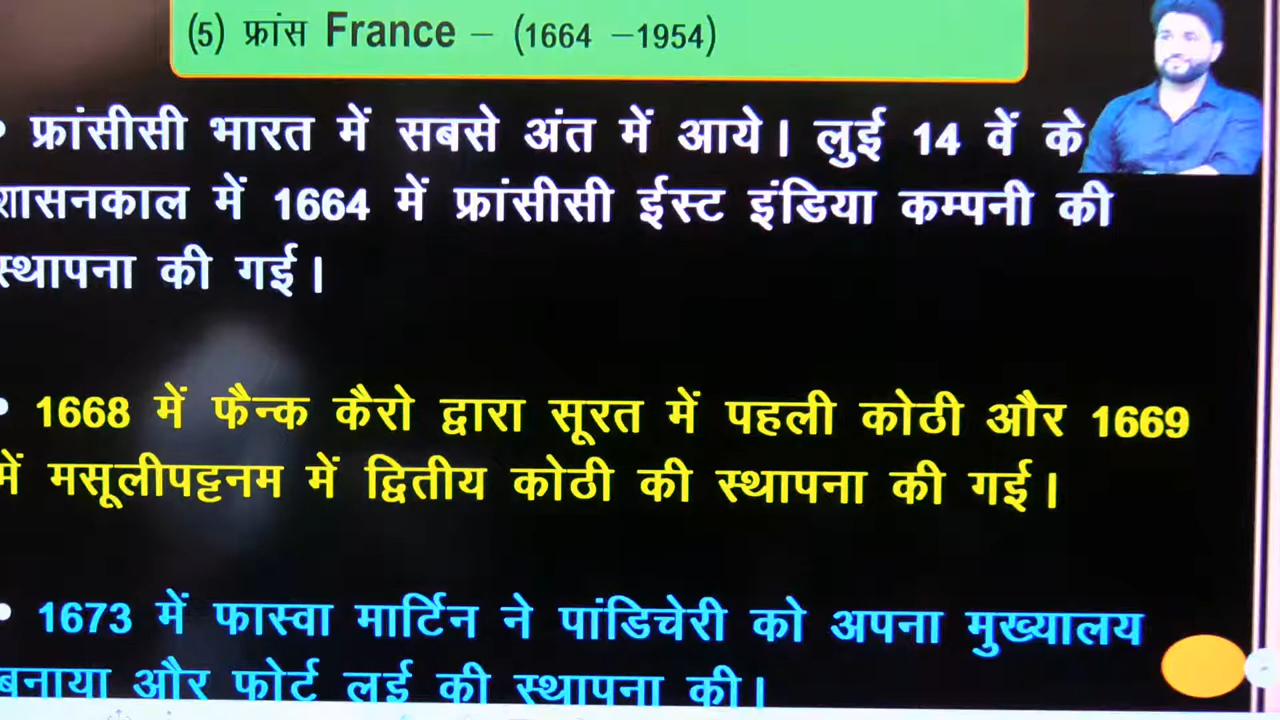 (5) फ्रांस France – (1664 –1954)
• फ्रांसीसी भारत में सबसे अंत में आये। लुई 14 वें के
शासनकाल में 1664 में फ्रांसीसी ईस्ट इंडिया कम्पनी की
स्थापना की गई।
• 1668 में फैन्क कैरो द्वारा सूरत में पहली कोठी और 1669
में मसूलीपट्टनम में द्वितीय कोठी की स्थापना की गई।
• 1673 में फास्वा मार्टिन ने पांडिचेरी को अपना मुख्यालय
बनाया और फोर्ट लुई की स्थापना की।